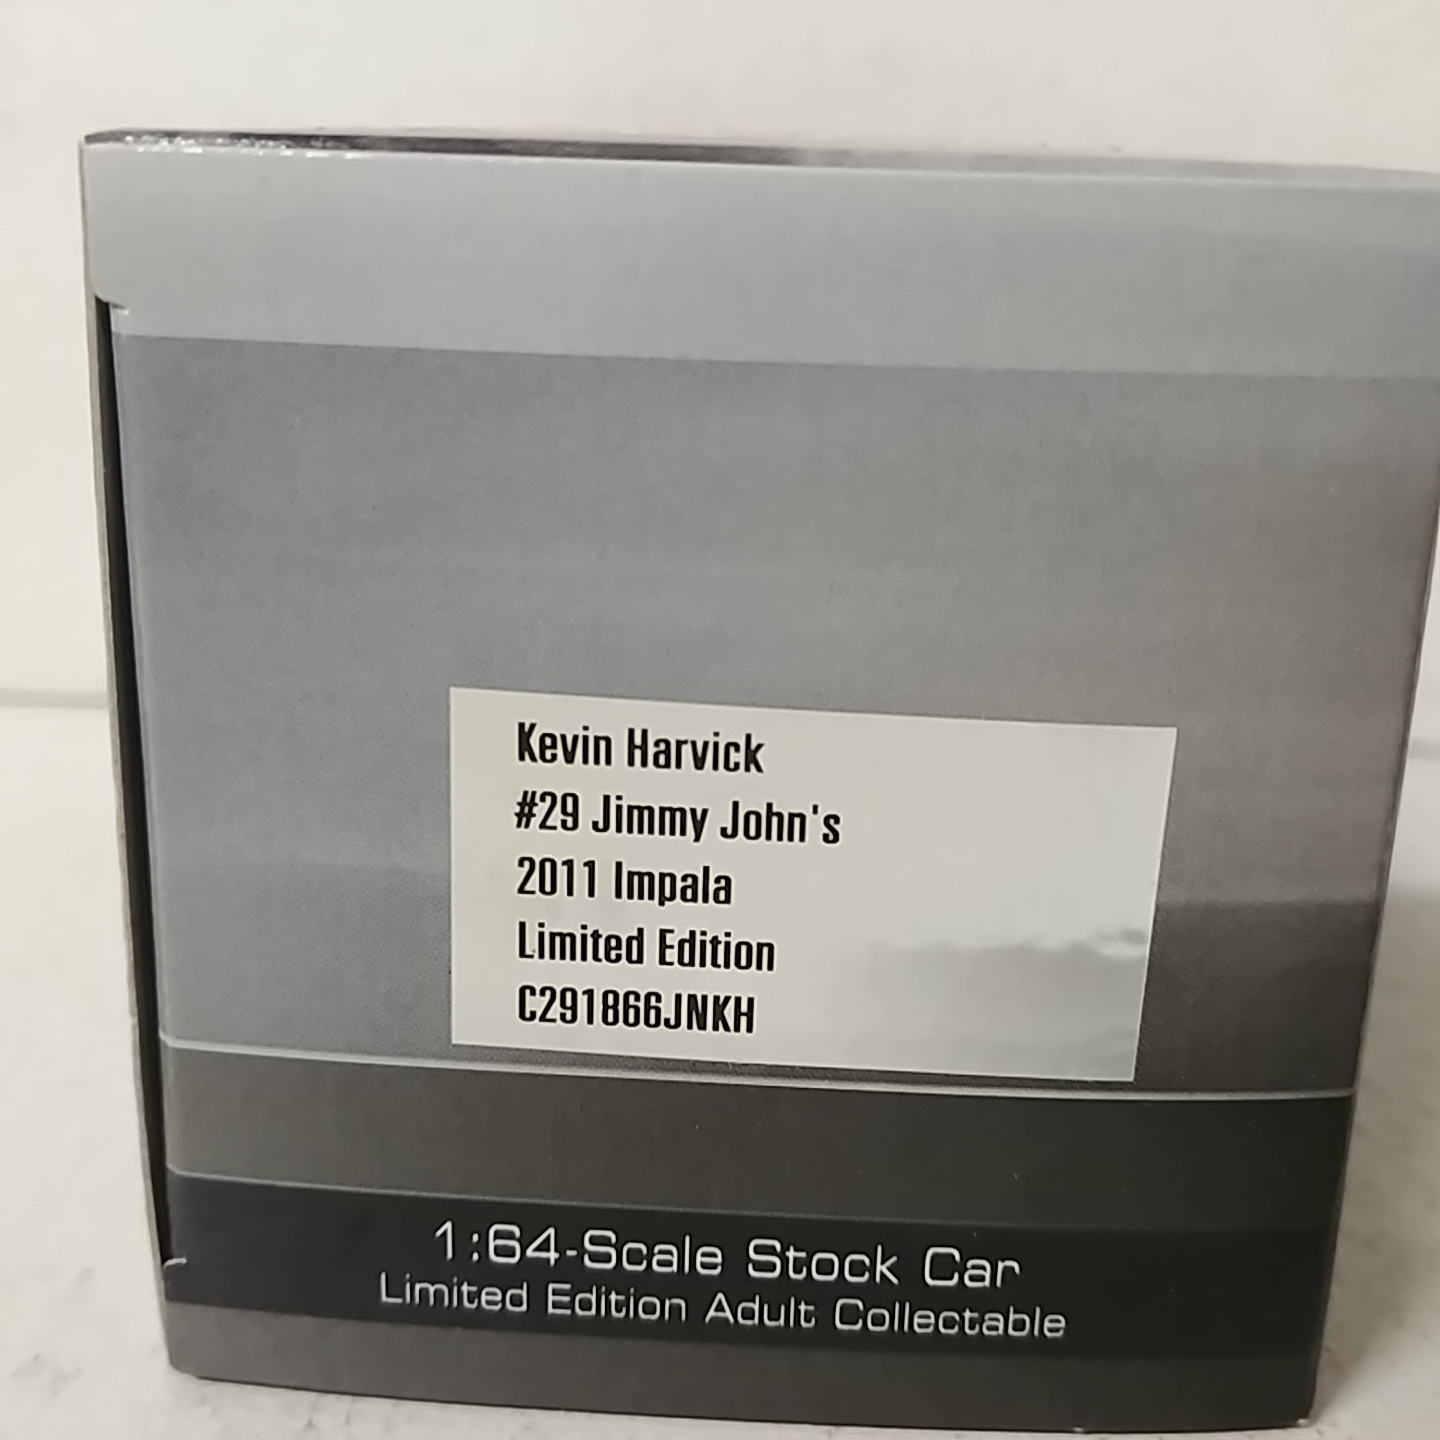 Kevin Harvick
#29 Jimmy John's
2011 Impala
Limited Edition
C291866JNKH
1:64-Scale Stock Car
Limited Edition Adult Collectable